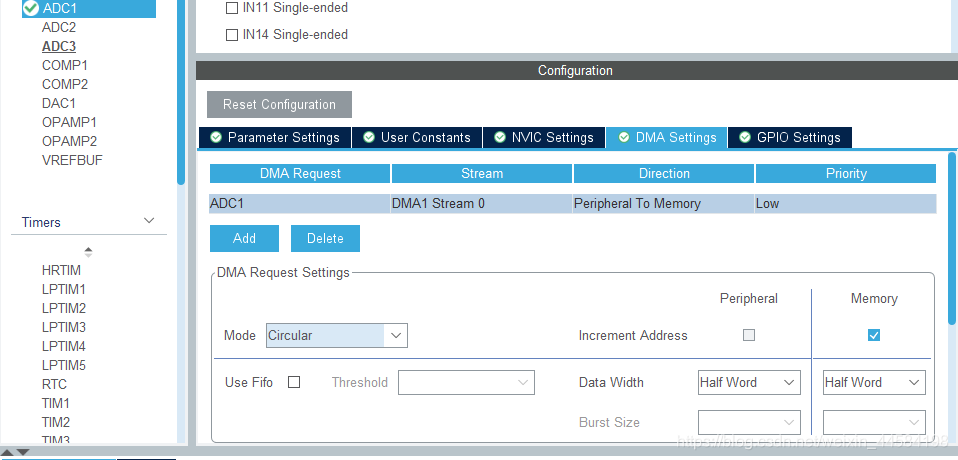 ADC1
ADC2
ADC3
COMP1
COMP2
DAC1
OPAMP1
OPAMP2
VREFBUF
Timers
HRTIM
LPTIM1
LPTIM2
LPTIM3
LPTIM4
LPTIM5
RTC
TIM1
TIM2
TIM3
IN11 Single-ended
IN14 Single-ended
Configuration
Reset Configuration
Parameter Settings User Constants NVIC Settings DMA Settings GPIO Settings
DMA Request Stream Direction Priority
ADC1 DMA1 Stream 0 Peripheral To Memory Low
Add Delete
DMA Request Settings
Peripheral Memory
Mode Circular Increment Address
Use Fifo Threshold Data Width Half Word Half Word
Burst Size
https://blog.csdn.net/weixin_44584198